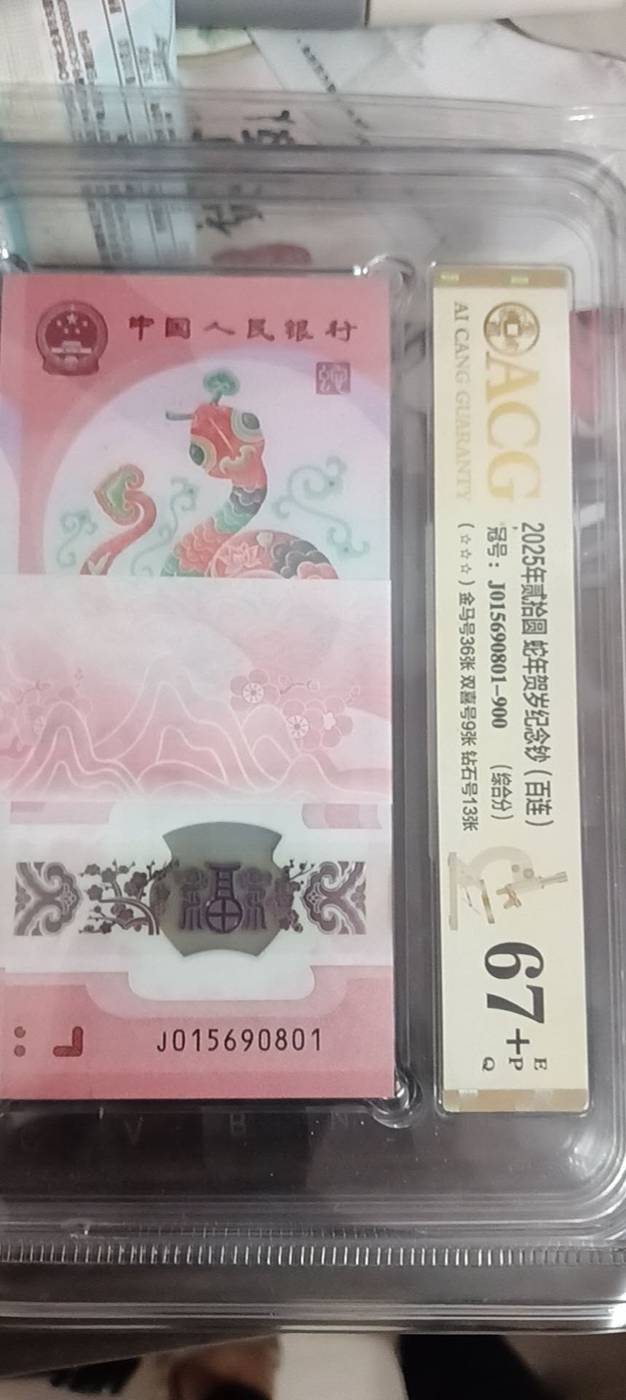 中国人民银行
J015690801
ACG
AI CANG GUARANTY
2025年贰拾圆 蛇年贺岁纪念钞（百连）
冠号：J015690801-900 （综合分）
（☆☆☆）金马号36张 双喜号9张 钻石号13张
67+
E
P
Q